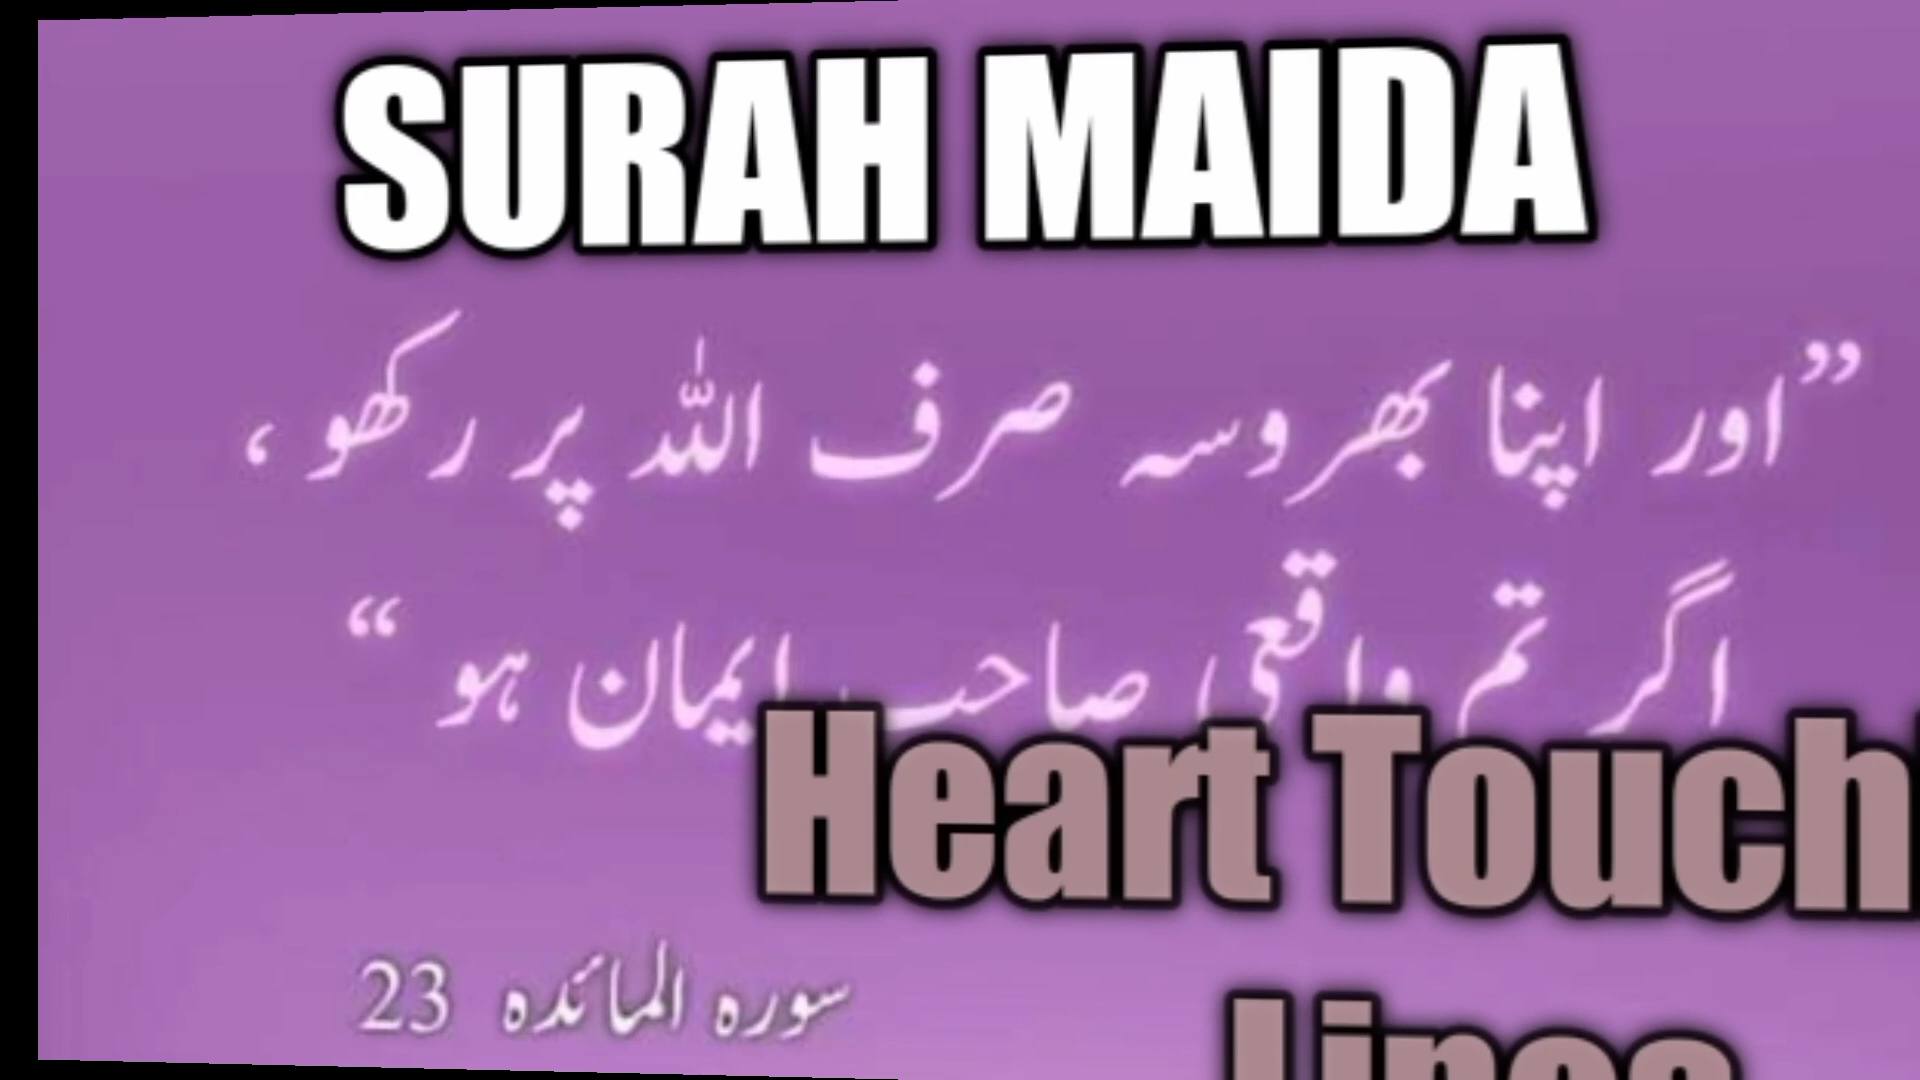 SURAH MAIDA
”اور اپنا بھروسہ صرف اللہ پر رکھو ،
اگر تم واقعی صاحب ایمان ہو“
Heart Touch
سورہ المائدہ 23
Lines